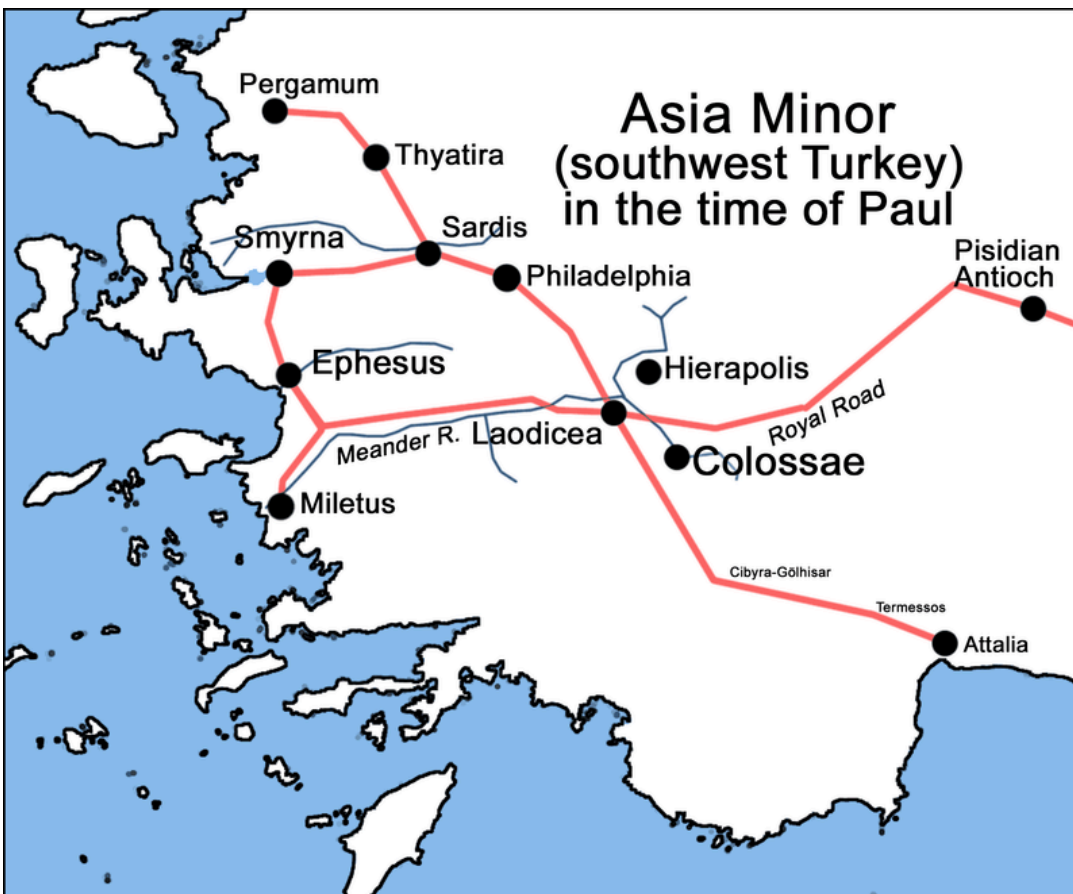 Pergamum
Asia Minor
(southwest Turkey)
in the time of Paul
Thyatira
Sardis
Smyrna
Pisidian
Antioch
Philadelphia
Ephesus
Hierapolis
Royal Road
Meander R.
Laodicea
Colossae
Miletus
Cibyra-Gölhisar
Termessos
Attalia